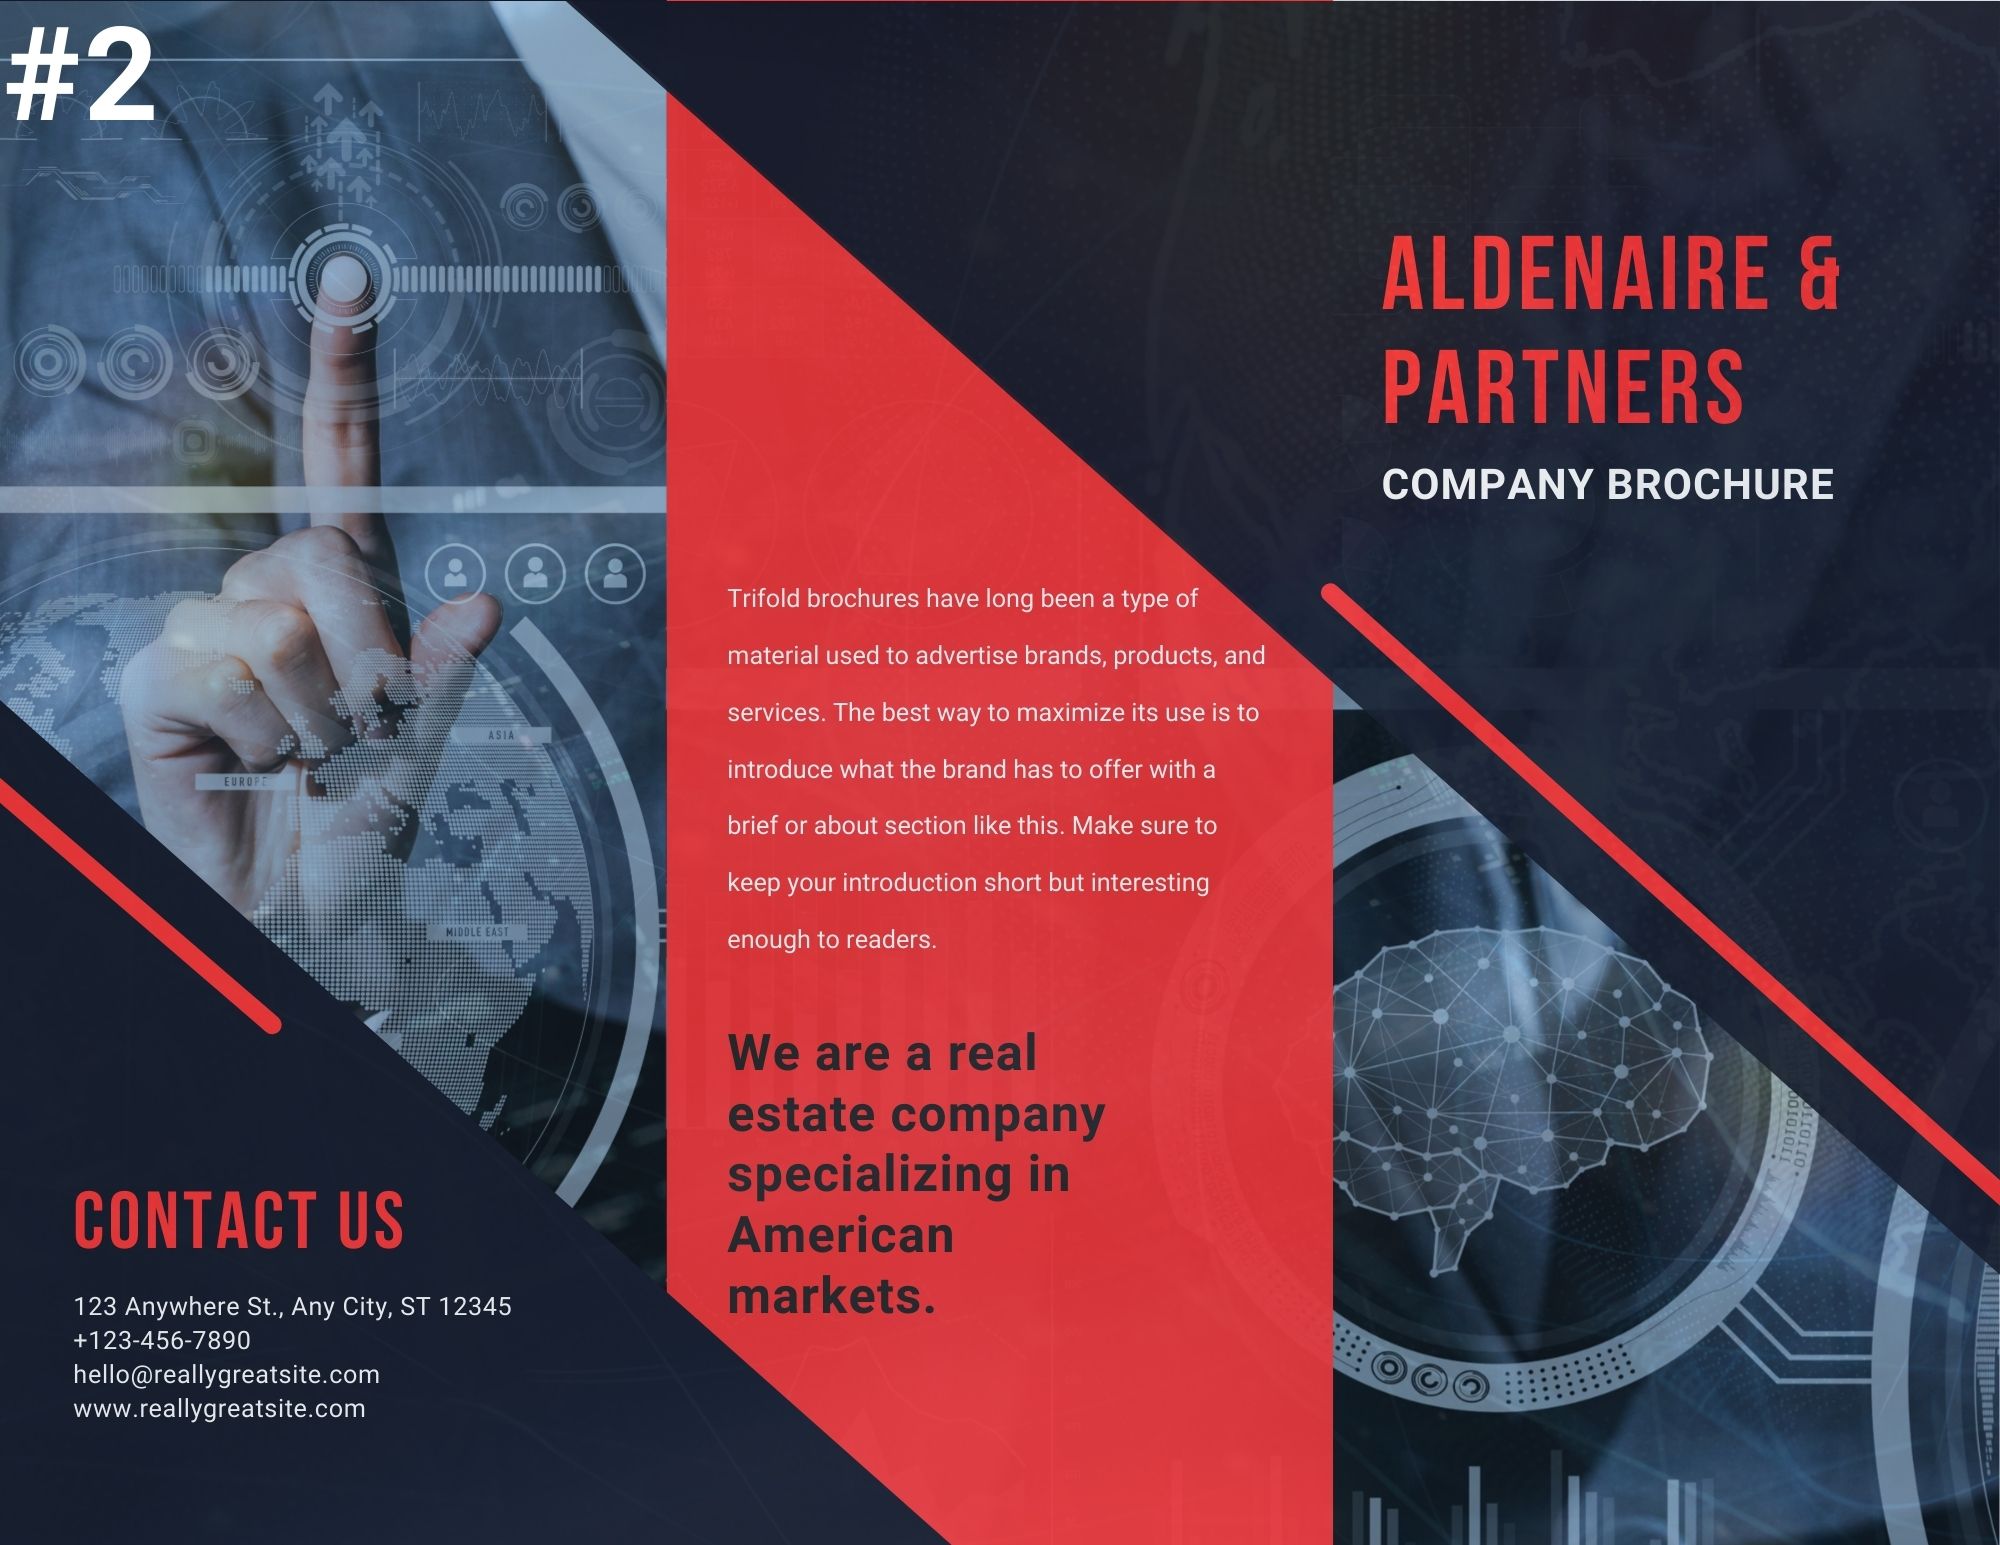 #2
EUROPE
ASIA
MIDDLE EAST
CONTACT US
123 Anywhere St., Any City, ST 12345
+123-456-7890
hello@reallygreatsite.com
www.reallygreatsite.com
Trifold brochures have long been a type of
material used to advertise brands, products, and
services. The best way to maximize its use is to
introduce what the brand has to offer with a
brief or about section like this. Make sure to
keep your introduction short but interesting
enough to readers.
We are a real
estate company
specializing in
American
markets.
ALDENAIRE &
PARTNERS
COMPANY BROCHURE